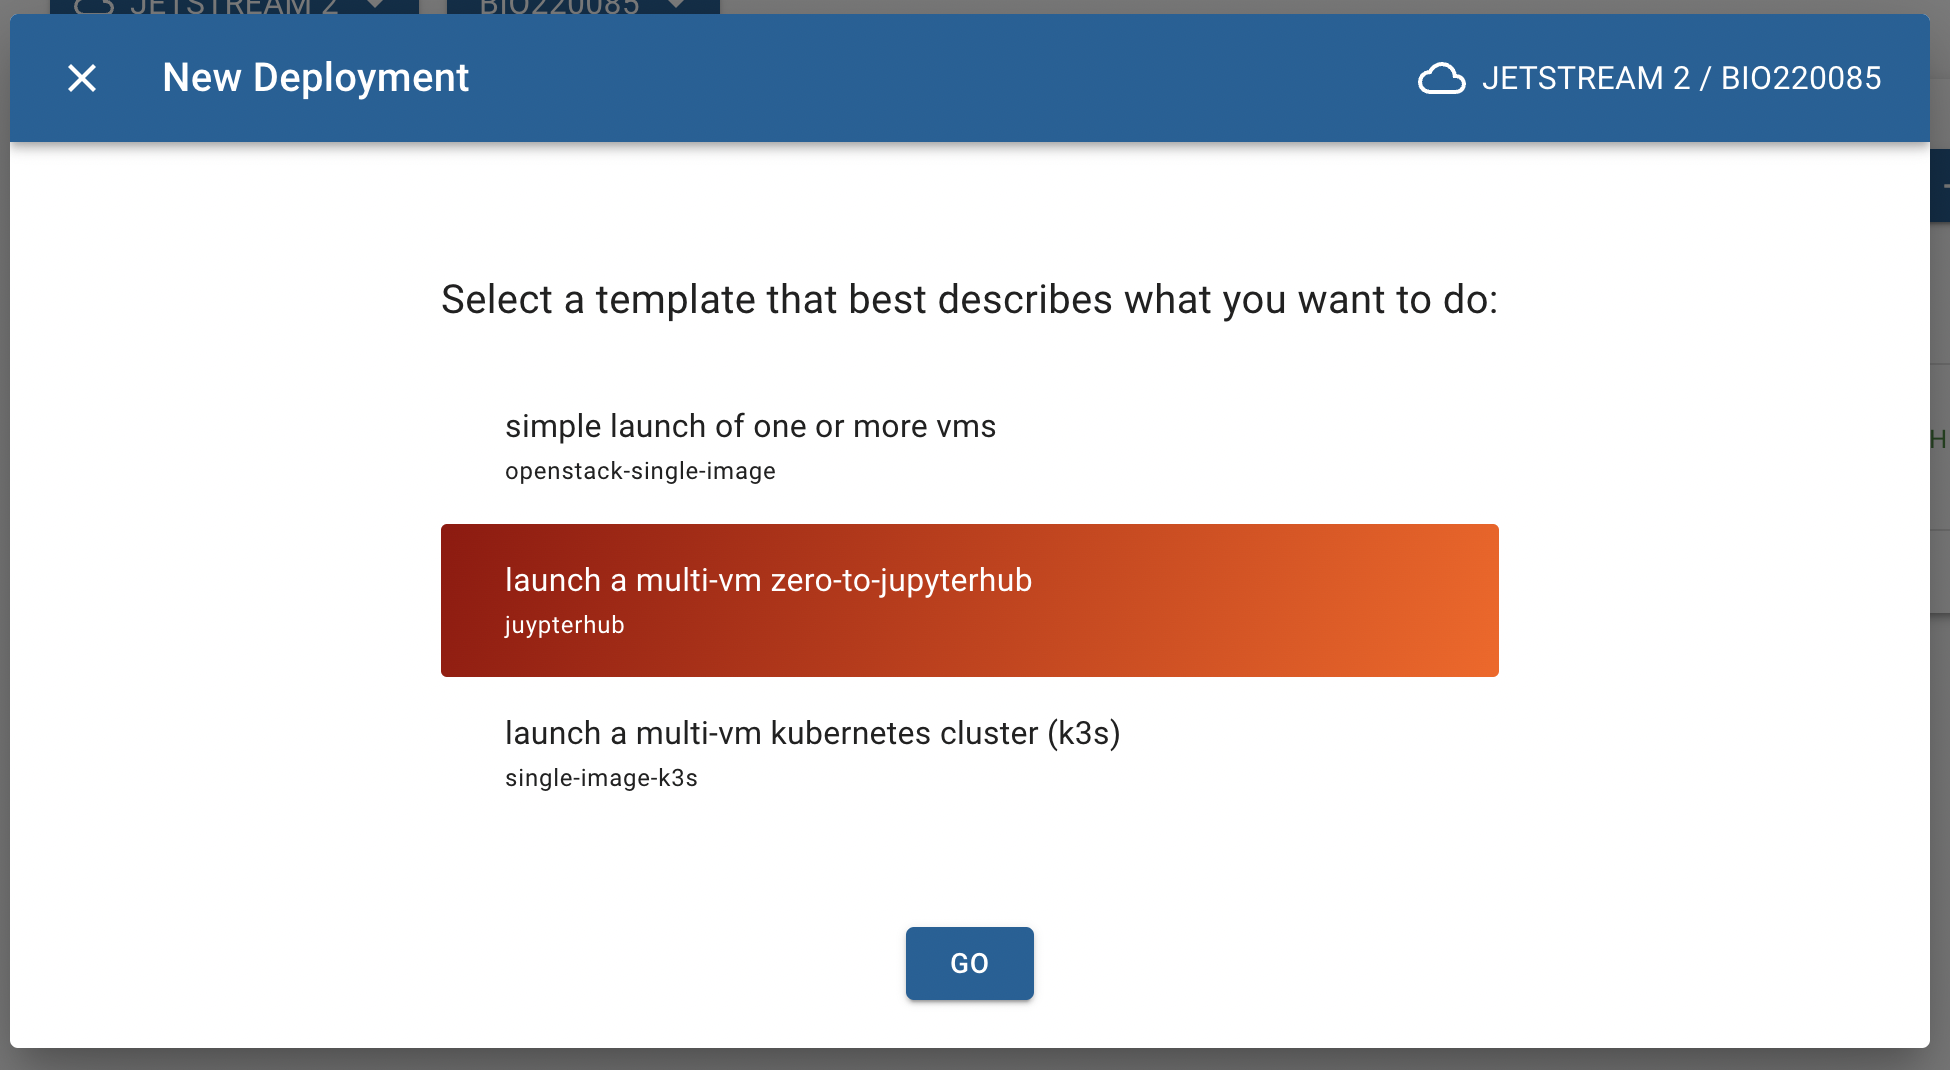 JETSTREAM 2
BIO220085
New Deployment
JETSTREAM 2 / BIO220085
Select a template that best describes what you want to do:
simple launch of one or more vms
openstack-single-image
launch a multi-vm zero-to-jupyterhub
juypterhub
launch a multi-vm kubernetes cluster (k3s)
single-image-k3s
GO